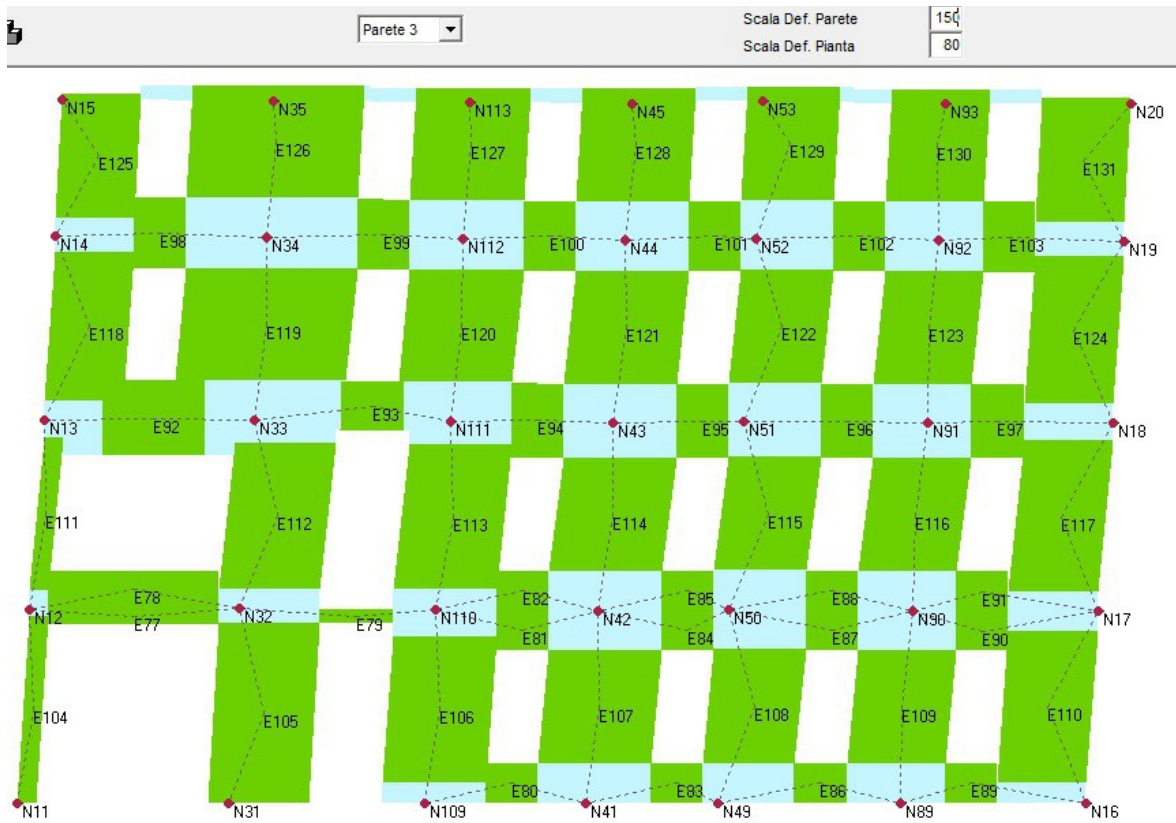 Parete 3
Scala Def. Parete 150
Scala Def. Pianta 80
N15 N35 N113 N45 N53 N93 N20
E125 E126 E127 E128 E129 E130 E131
N14 E98 N34 E99 N112 E100 N44 E101 N52 E102 N92 E103 N19
E118 E119 E120 E121 E122 E123 E124
N13 E92 N33 E93 N111 E94 N43 E95 N51 E96 N91 E97 N18
E111 E112 E113 E114 E115 E116 E117
E78 E82 E85 E88 E91
N12 N32 N110 N42 N50 N90 N17
E77 E79 E81 E84 E87 E90
E104 E105 E106 E107 E108 E109 E110
E80 E83 E86 E89
N11 N31 N109 N41 N49 N89 N16